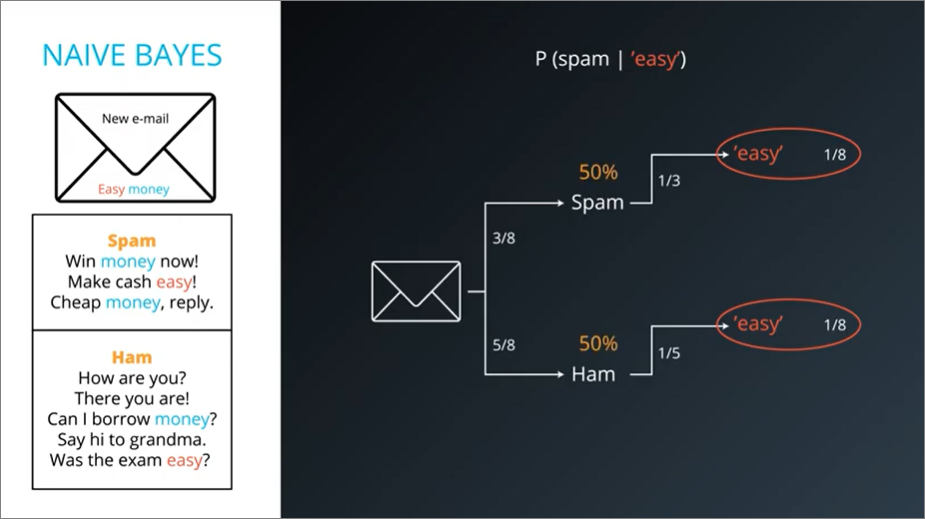 NAIVE BAYES
New e-mail
Easy money
Spam
Win money now!
Make cash easy!
Cheap money, reply.
Ham
How are you?
There you are!
Can I borrow money?
Say hi to grandma.
Was the exam easy?
P (spam | 'easy')
'easy' 1/8
50%
1/3
Spam
3/8
'easy' 1/8
5/8
50%
1/5
Ham